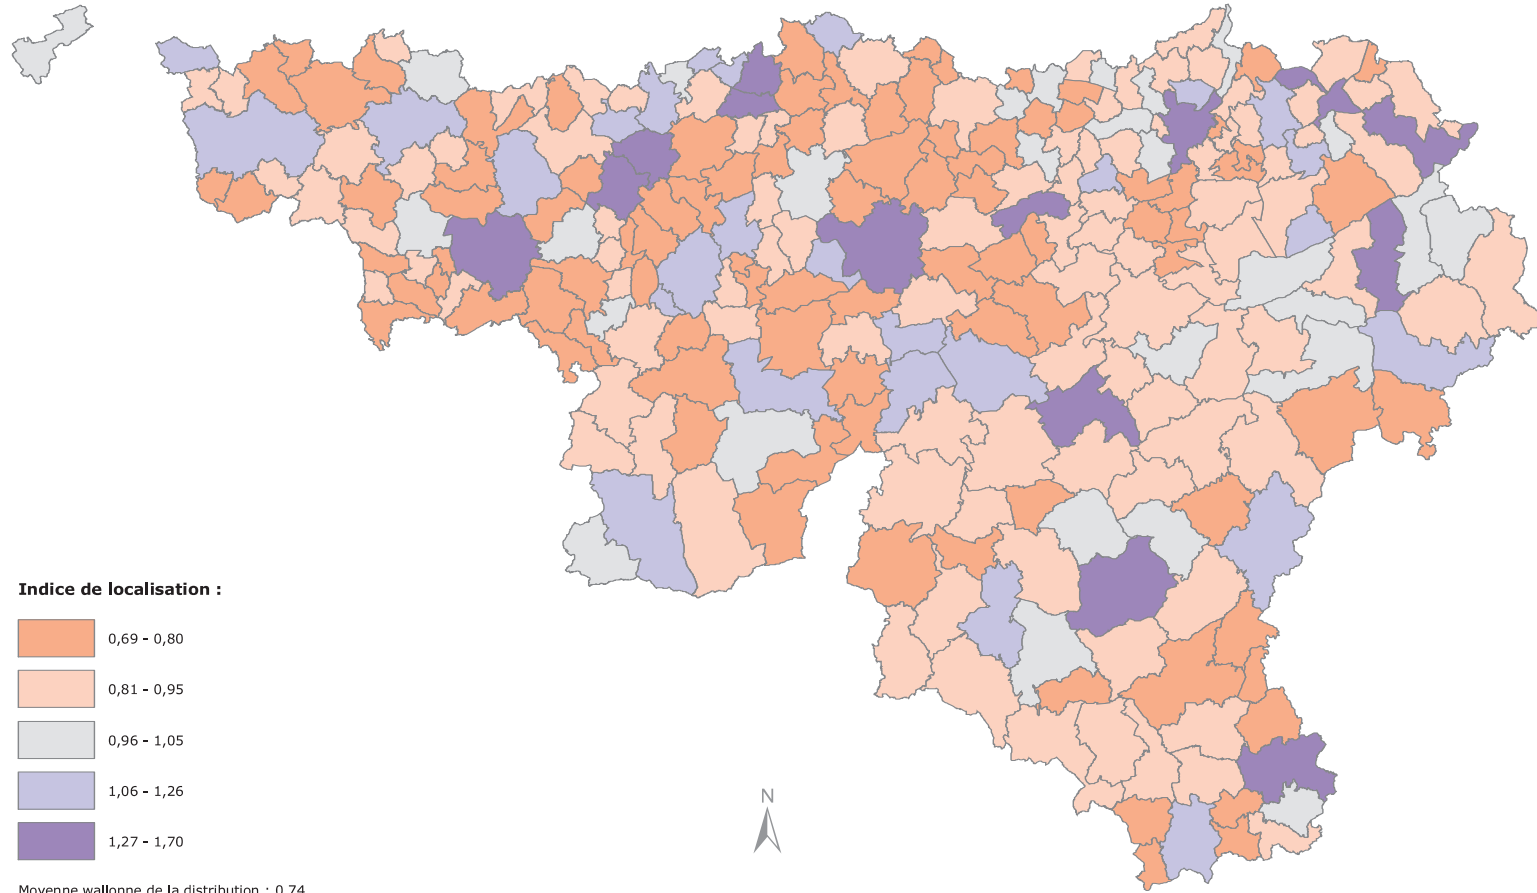 Indice de localisation :
0,69 - 0,80
0,81 - 0,95
0,96 - 1,05
1,06 - 1,26
1,27 - 1,70
N
Moyenne wallonne de la distribution : 0,74